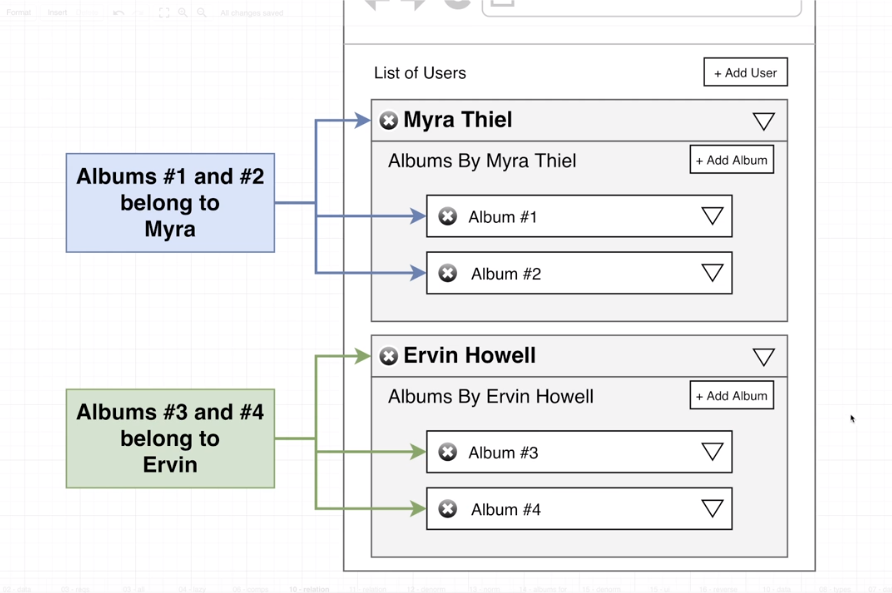 Format Insert All changes saved
List of Users
+ Add User
Myra Thiel
Albums By Myra Thiel
+ Add Album
Albums #1 and #2
belong to
Myra
Album #1
Album #2
Ervin Howell
Albums By Ervin Howell
+ Add Album
Albums #3 and #4
belong to
Ervin
Album #3
Album #4
10 - relation